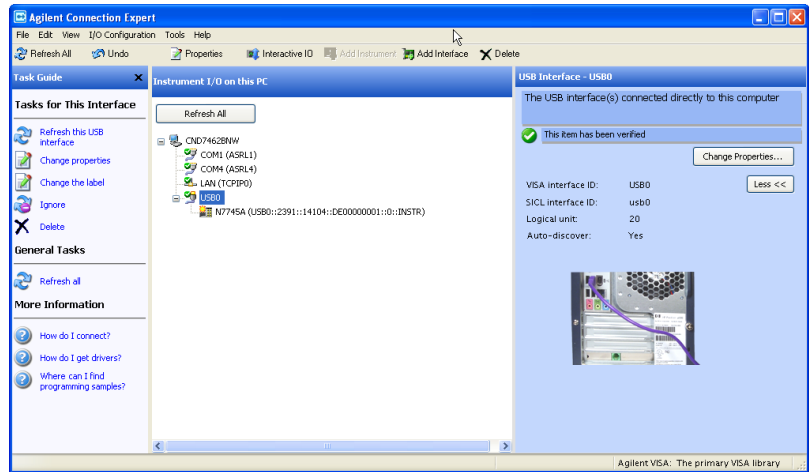 Agilent Connection Expert
File Edit View I/O Configuration Tools Help
Refresh All Undo Properties Interactive IO Add Instrument Add Interface Delete
Task Guide
Tasks for This Interface
Refresh this USB
interface
Change properties
Change the label
Ignore
Delete
General Tasks
Refresh all
More Information
How do I connect?
How do I get drivers?
Where can I find
programming samples?
Instrument I/O on this PC
Refresh All
CND7462BNW
COM1 (ASRL1)
COM4 (ASRL4)
LAN (TCPIP0)
USB0
N7745A (USB0::2391::14104::DE00000001::0::INSTR)
USB Interface - USB0
The USB interface(s) connected directly to this computer
This item has been verified
Change Properties...
VISA interface ID: USB0
Less <<
SICL interface ID: usb0
Logical unit: 20
Auto-discover: Yes
Agilent VISA: The primary VISA library